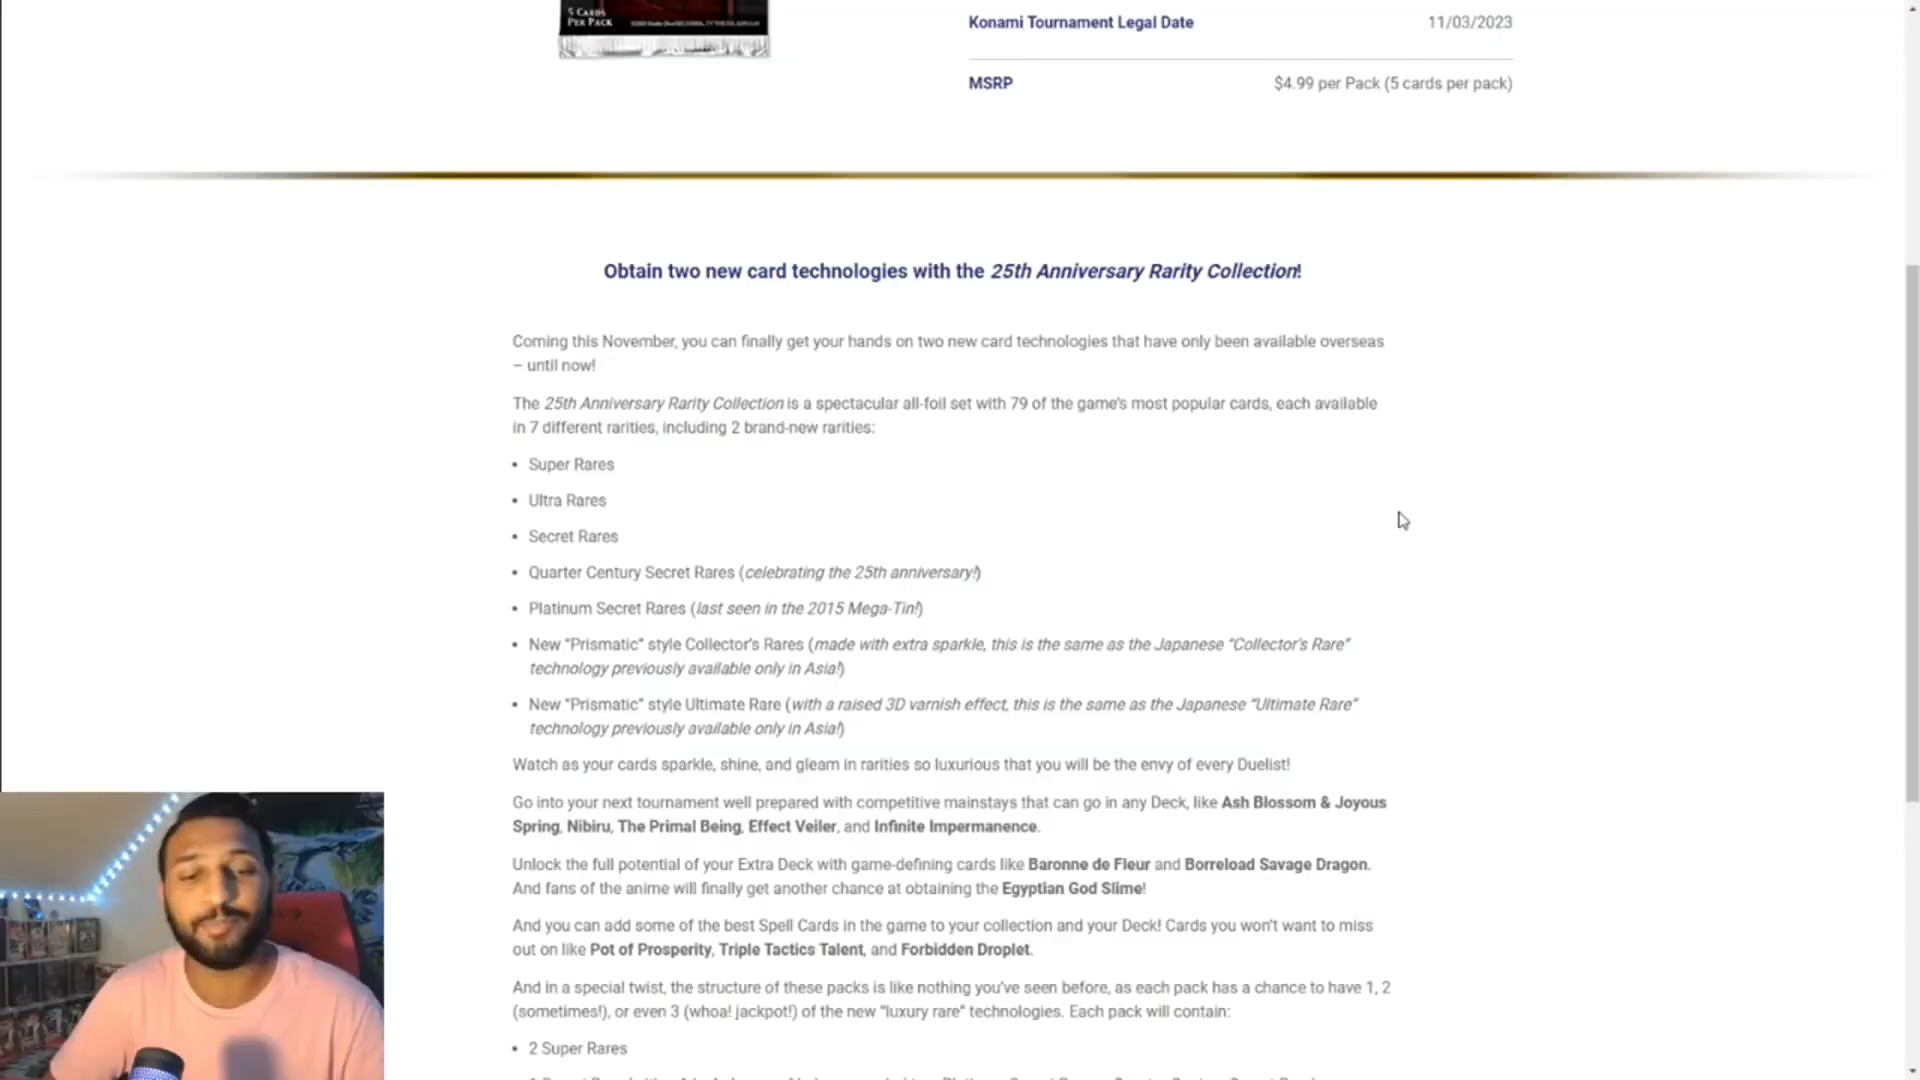 5 CARDS
PER PACK
Konami Tournament Legal Date 11/03/2023
MSRP $4.99 per Pack (5 cards per pack)
Obtain two new card technologies with the 25th Anniversary Rarity Collection!
Coming this November, you can finally get your hands on two new card technologies that have only been available overseas
– until now!
The 25th Anniversary Rarity Collection is a spectacular all-foil set with 79 of the game's most popular cards, each available
in 7 different rarities, including 2 brand-new rarities:
• Super Rares
• Ultra Rares
• Secret Rares
• Quarter Century Secret Rares (celebrating the 25th anniversary!)
• Platinum Secret Rares (last seen in the 2015 Mega-Tin!)
• New "Prismatic" style Collector's Rares (made with extra sparkle, this is the same as the Japanese "Collector's Rare"
technology previously available only in Asia!)
• New "Prismatic" style Ultimate Rare (with a raised 3D varnish effect, this is the same as the Japanese "Ultimate Rare"
technology previously available only in Asia!)
Watch as your cards sparkle, shine, and gleam in rarities so luxurious that you will be the envy of every Duelist!
Go into your next tournament well prepared with competitive mainstays that can go in any Deck, like Ash Blossom & Joyous
Spring, Nibiru, The Primal Being, Effect Veiler, and Infinite Impermanence.
Unlock the full potential of your Extra Deck with game-defining cards like Baronne de Fleur and Borreload Savage Dragon.
And fans of the anime will finally get another chance at obtaining the Egyptian God Slime!
And you can add some of the best Spell Cards in the game to your collection and your Deck! Cards you won't want to miss
out on like Pot of Prosperity, Triple Tactics Talent, and Forbidden Droplet.
And in a special twist, the structure of these packs is like nothing you've seen before, as each pack has a chance to have 1, 2
(sometimes!), or even 3 (whoa! jackpot!) of the new "luxury rare" technologies. Each pack will contain:
• 2 Super Rares